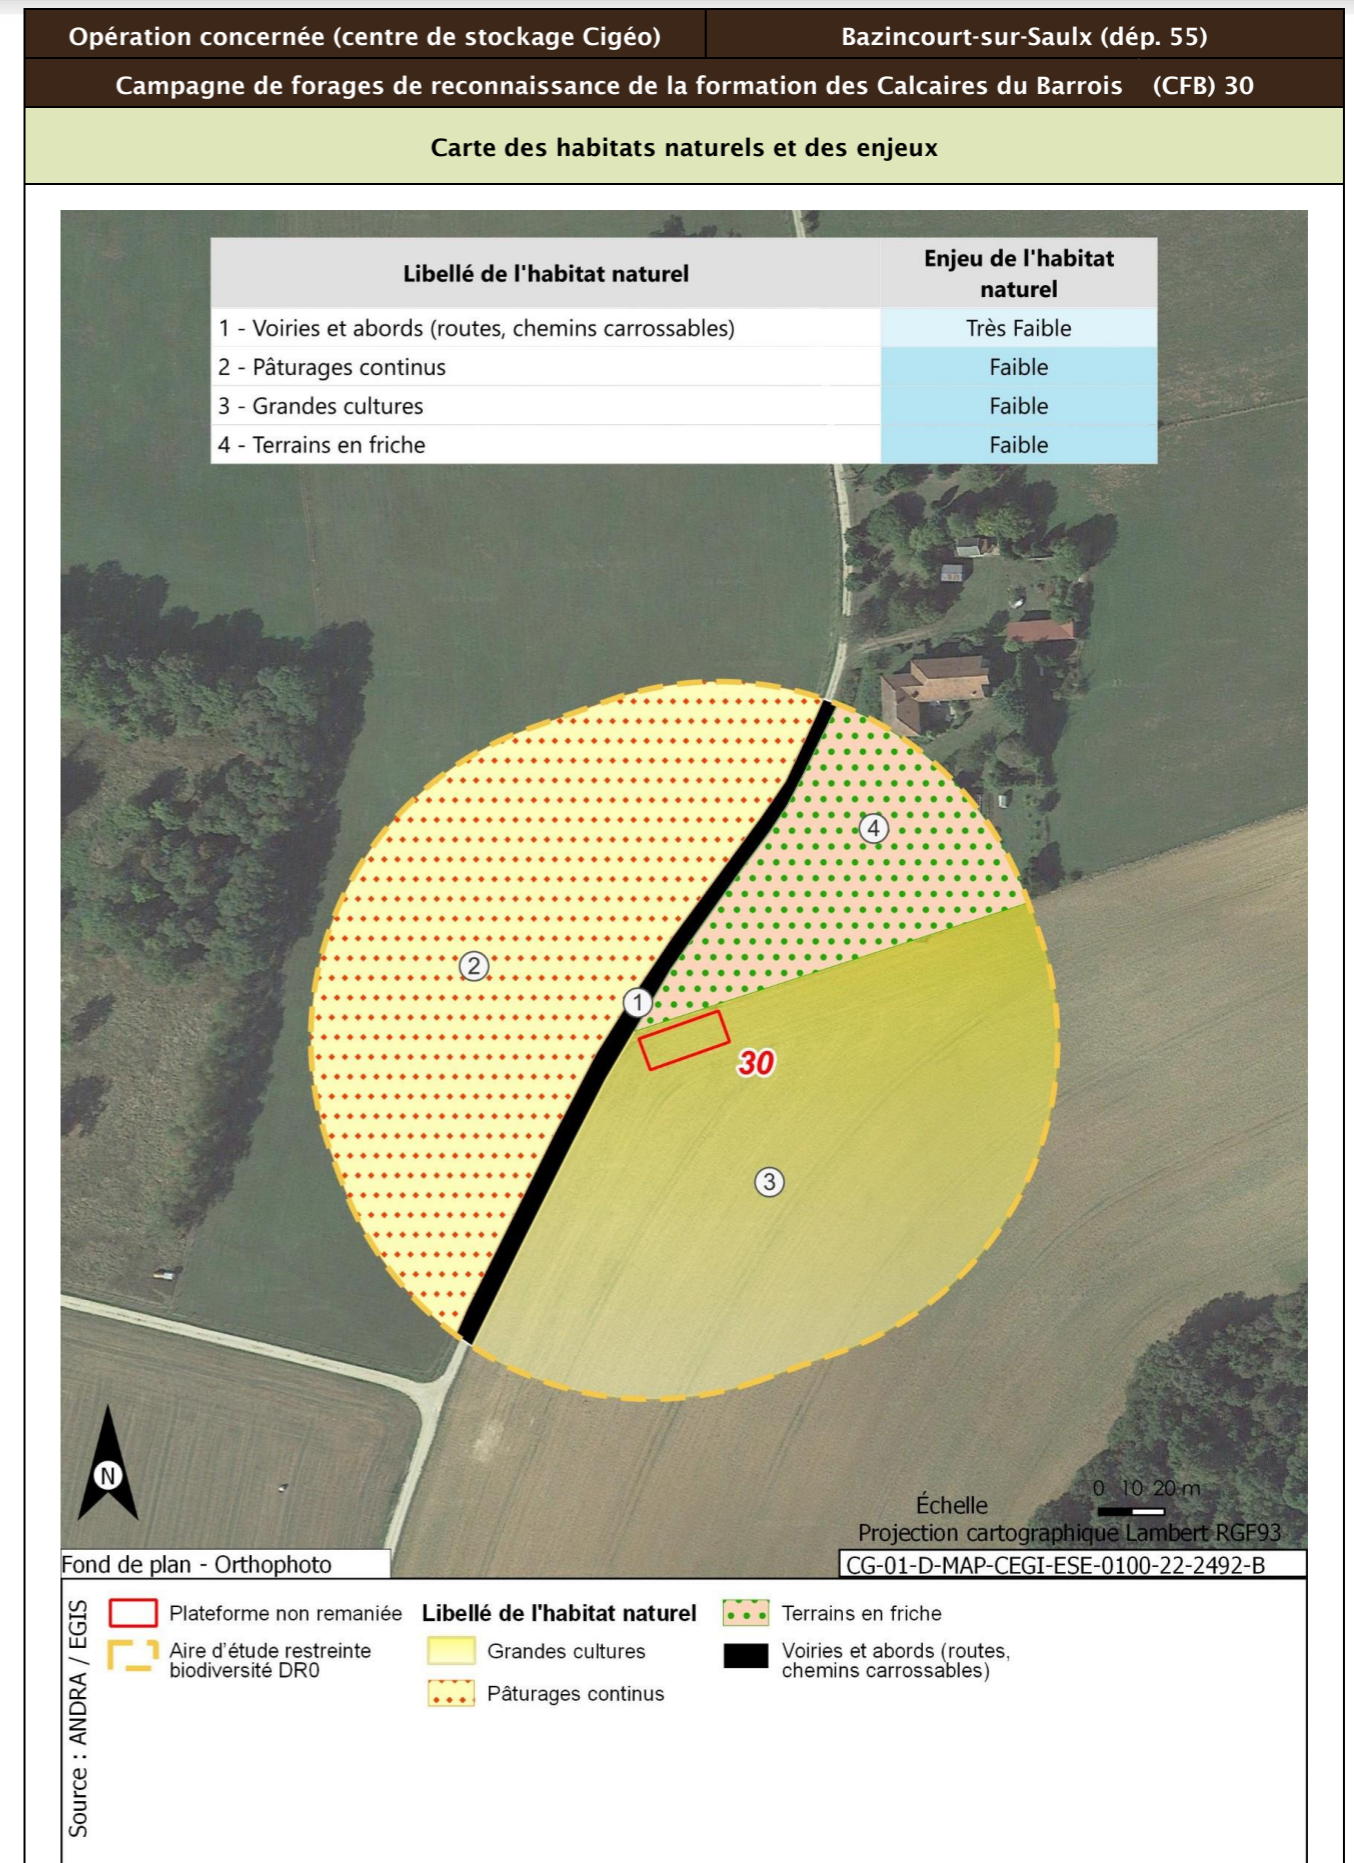 Opération concernée (centre de stockage Cigéo)
Bazincourt-sur-Saulx (dép. 55)
Campagne de forages de reconnaissance de la formation des Calcaires du Barrois (CFB) 30
Carte des habitats naturels et des enjeux
Libellé de l'habitat naturel
Enjeu de l'habitat
naturel
1 - Voiries et abords (routes, chemins carrossables)
Très Faible
2 - Pâturages continus
Faible
3 - Grandes cultures
Faible
4 - Terrains en friche
Faible
4
2
1
30
3
N
0 10 20 m
Échelle
Projection cartographique Lambert RGF93
Fond de plan - Orthophoto
CG-01-D-MAP-CEGI-ESE-0100-22-2492-B
Source : ANDRA / EGIS
Plateforme non remaniée
Aire d'étude restreinte
biodiversité DR0
Libellé de l'habitat naturel
Grandes cultures
Pâturages continus
Terrains en friche
Voiries et abords (routes,
chemins carrossables)